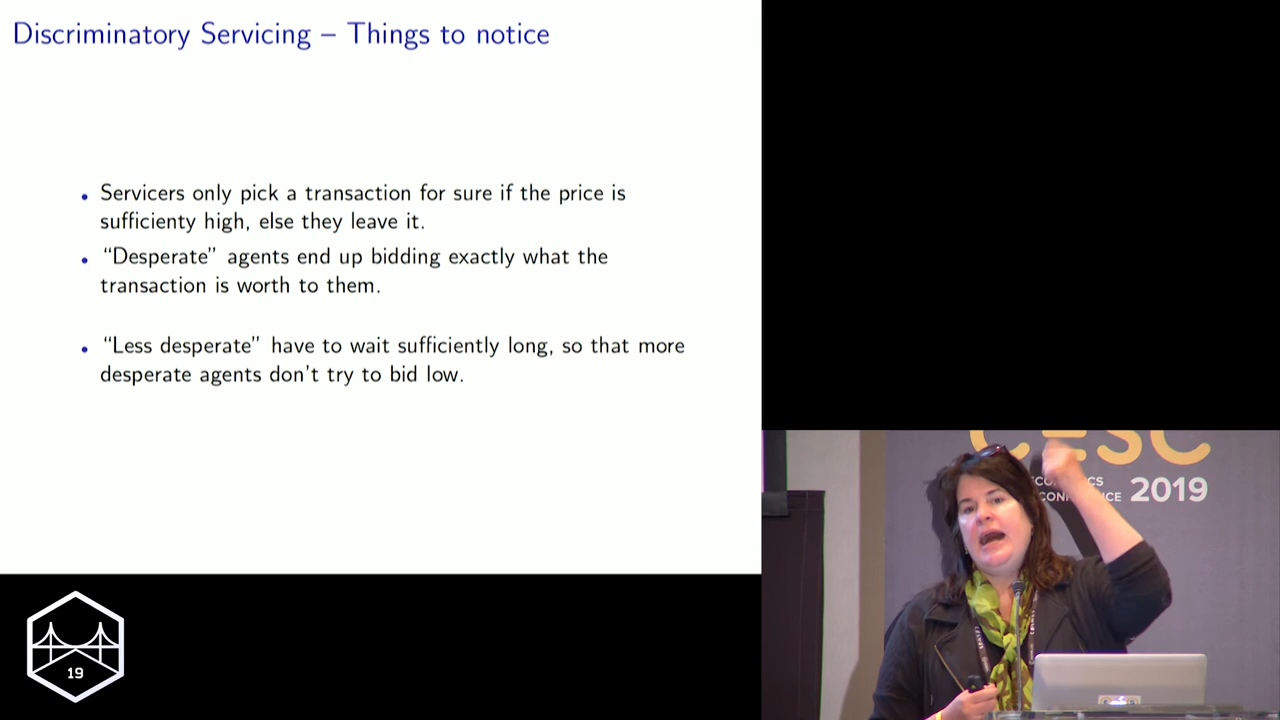 Discriminatory Servicing – Things to notice
• Servicers only pick a transaction for sure if the price is
sufficienty high, else they leave it.
• “Desperate” agents end up bidding exactly what the
transaction is worth to them.
• “Less desperate” have to wait sufficiently long, so that more
desperate agents don't try to bid low.
CESC
2019
19